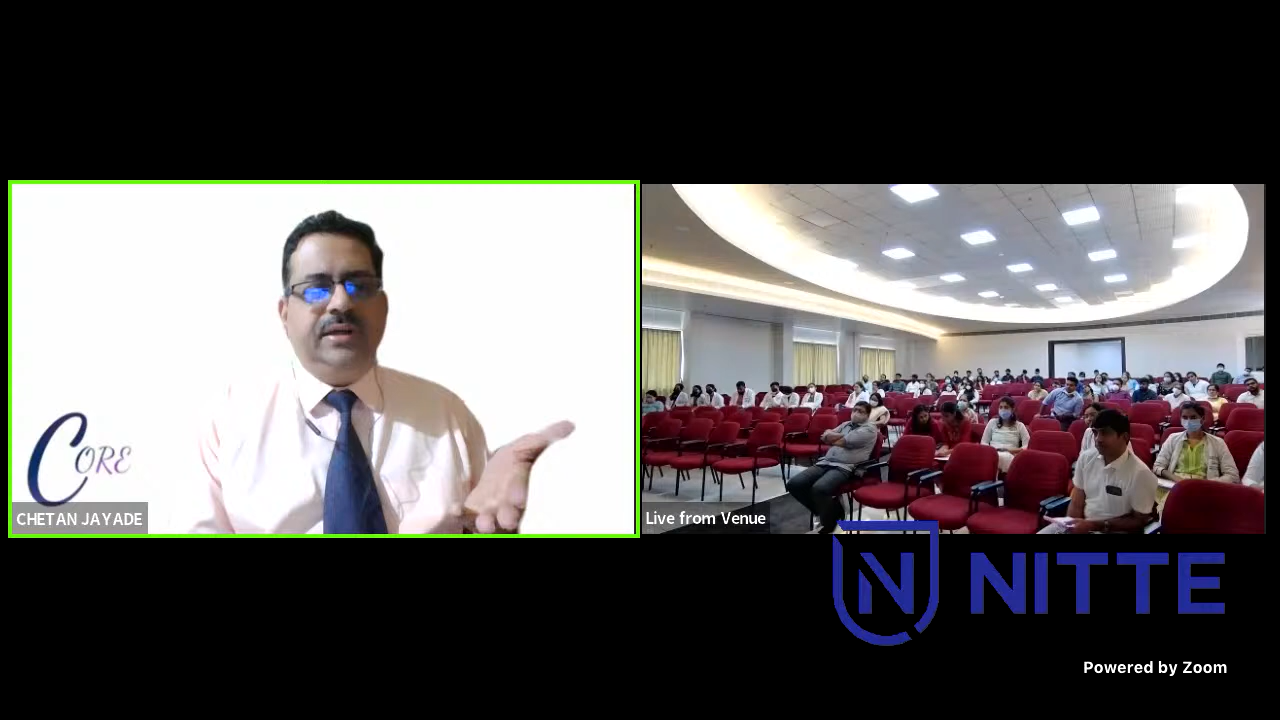 CORE
CHETAN JAYADE
Live from Venue
N NITTE
Powered by Zoom